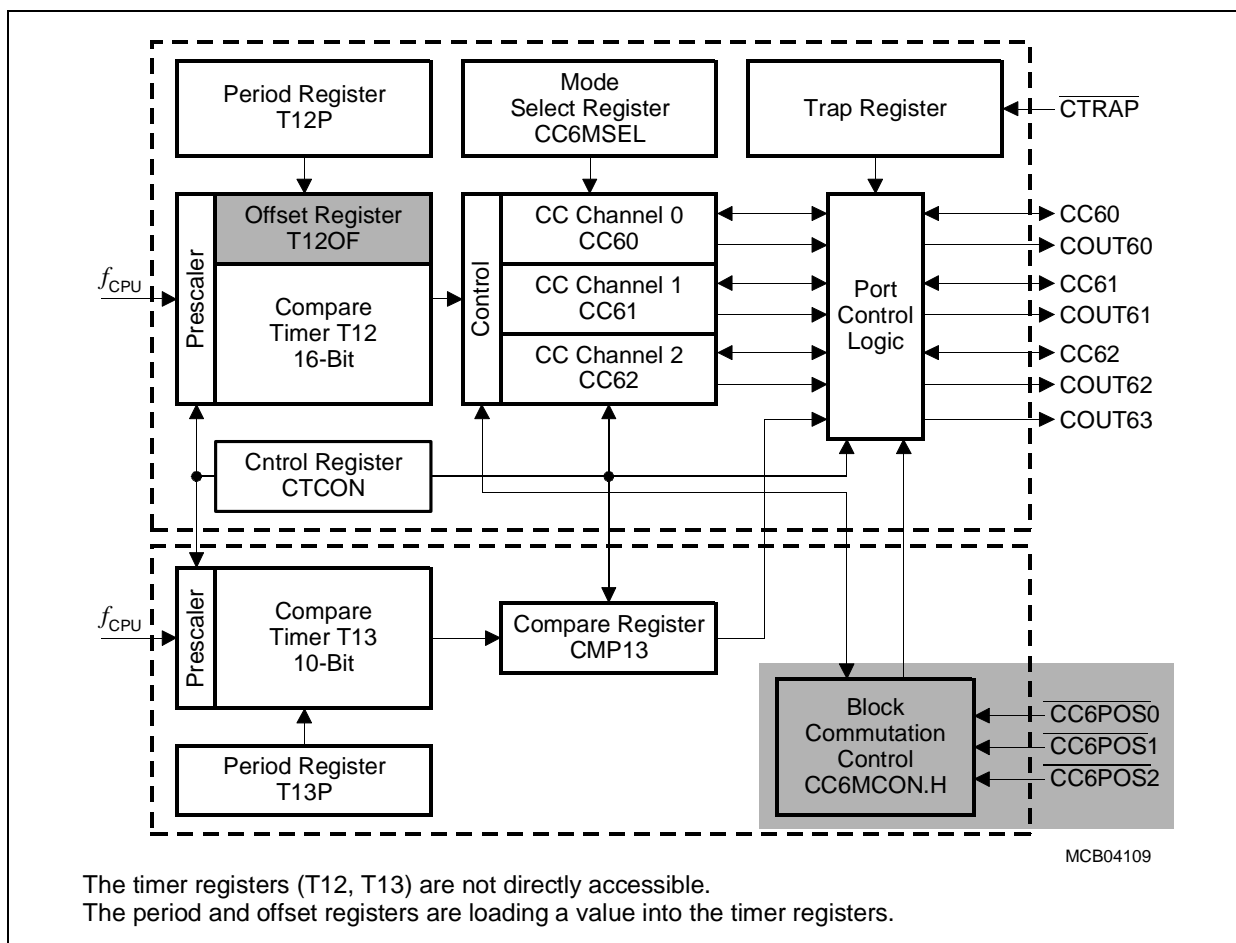 Period Register
T12P
Mode
Select Register
CC6MSEL
Trap Register
CTRAP
Prescaler
Offset Register
T12OF
Compare
Timer T12
16-Bit
fCPU
Control
CC Channel 0
CC60
CC Channel 1
CC61
CC Channel 2
CC62
Port
Control
Logic
CC60
COUT60
CC61
COUT61
CC62
COUT62
COUT63
Cntrol Register
CTCON
fCPU
Prescaler
Compare
Timer T13
10-Bit
Compare Register
CMP13
Period Register
T13P
Block
Commutation
Control
CC6MCON.H
CC6POS0
CC6POS1
CC6POS2
MCB04109
The timer registers (T12, T13) are not directly accessible.
The period and offset registers are loading a value into the timer registers.